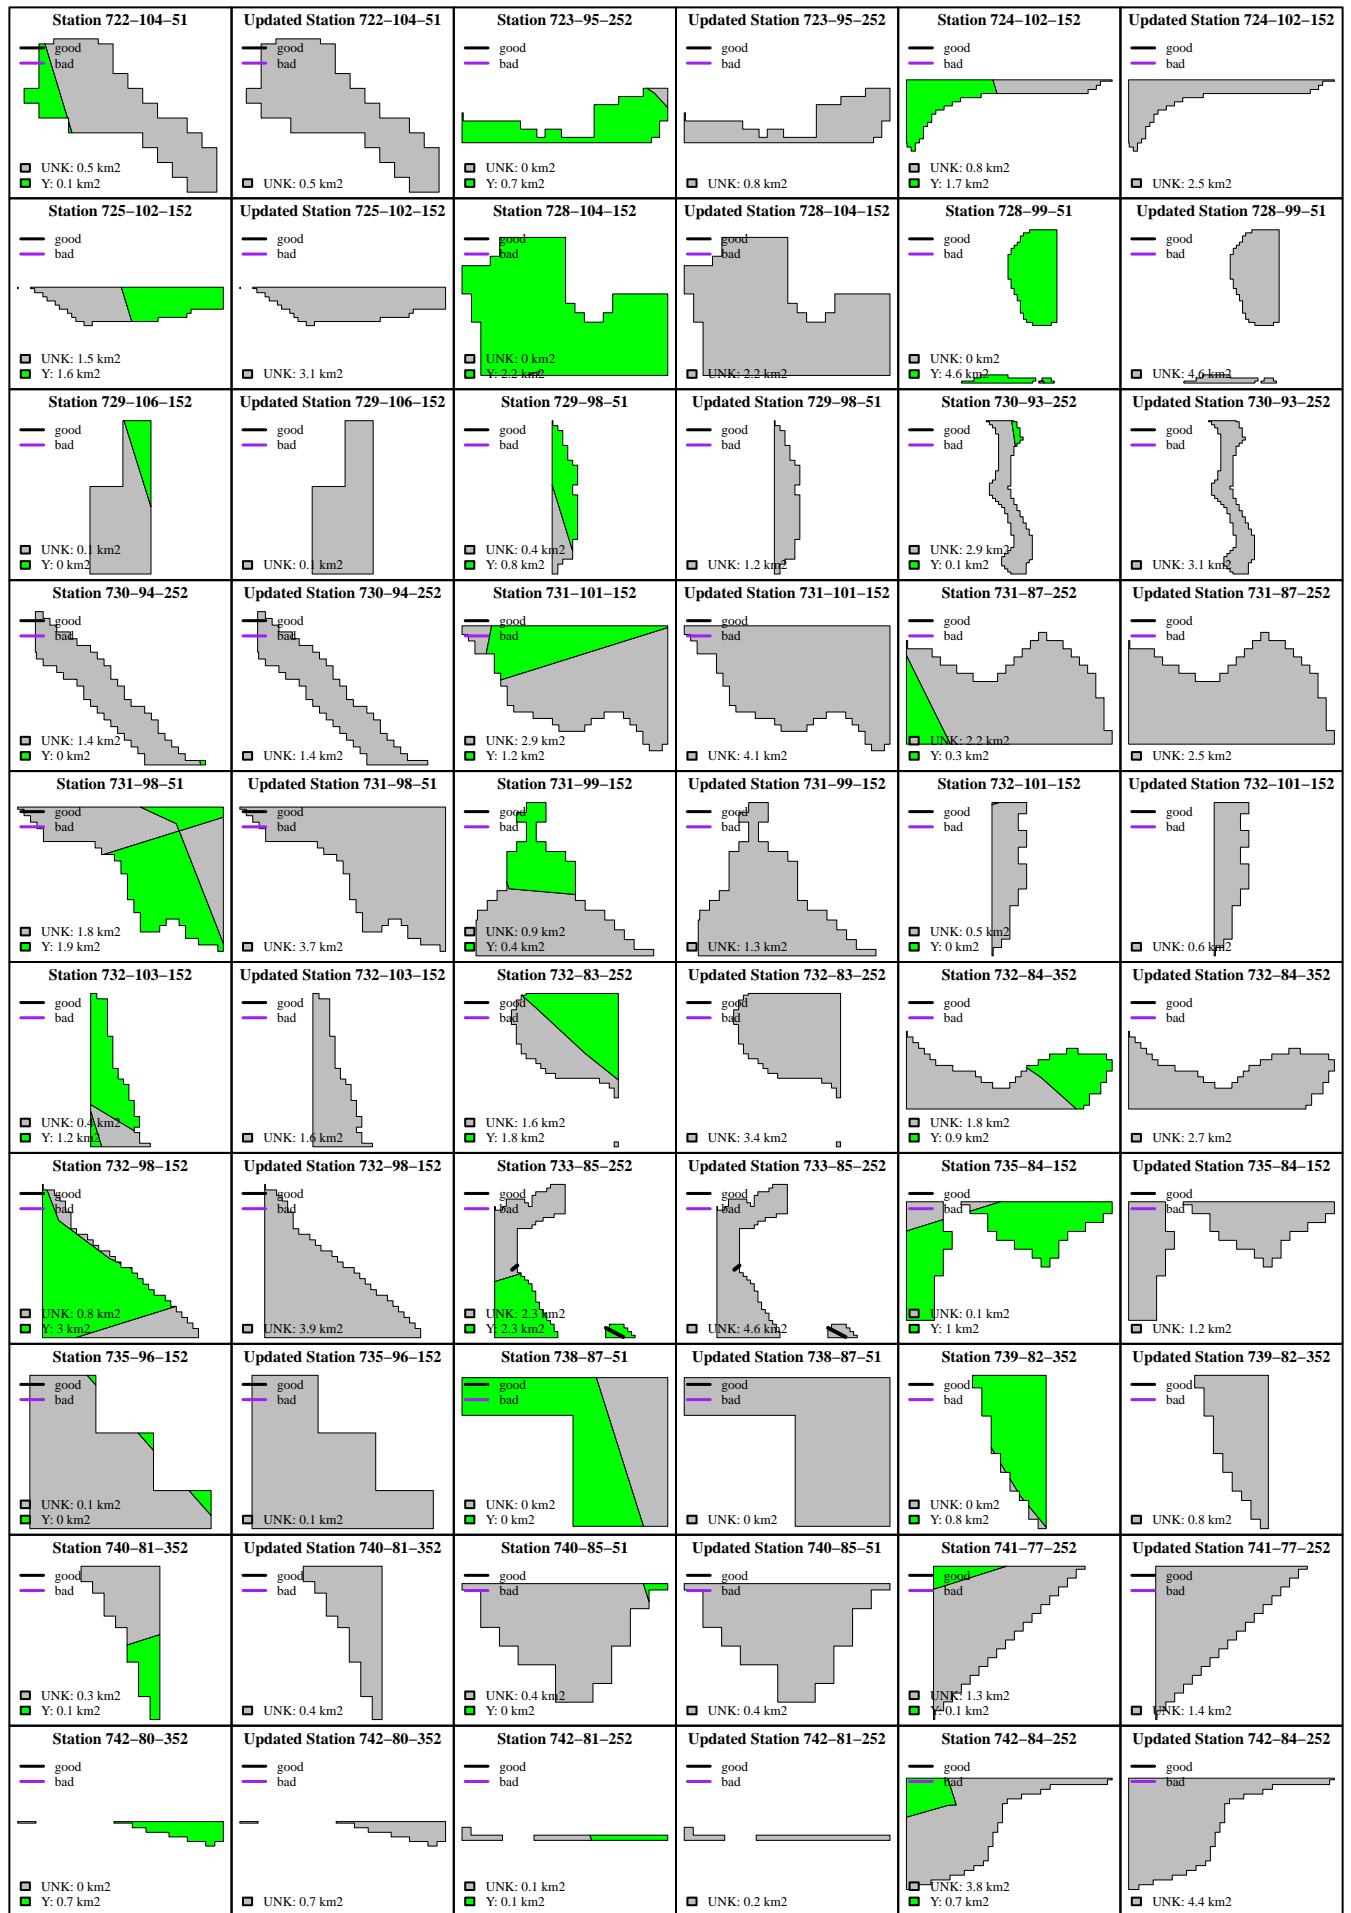 Station 722–104–51
good
bad
UNK: 0.5 km2
Y: 0.1 km2
Updated Station 722–104–51
good
bad
UNK: 0.5 km2
Station 723–95–252
good
bad
UNK: 0 km2
Y: 0.7 km2
Updated Station 723–95–252
good
bad
UNK: 0.8 km2
Station 724–102–152
good
bad
UNK: 0.8 km2
Y: 1.7 km2
Updated Station 724–102–152
good
bad
UNK: 2.5 km2
Station 725–102–152
good
bad
UNK: 1.5 km2
Y: 1.6 km2
Updated Station 725–102–152
good
bad
UNK: 3.1 km2
Station 728–104–152
good
bad
UNK: 0 km2
Y: 2.2 km2
Updated Station 728–104–152
good
bad
UNK: 2.2 km2
Station 728–99–51
good
bad
UNK: 0 km2
Y: 4.6 km2
Updated Station 728–99–51
good
bad
UNK: 4.6 km2
Station 729–106–152
good
bad
UNK: 0.1 km2
Y: 0 km2
Updated Station 729–106–152
good
bad
UNK: 0.1 km2
Station 729–98–51
good
bad
UNK: 0.4 km2
Y: 0.8 km2
Updated Station 729–98–51
good
bad
UNK: 1.2 km2
Station 730–93–252
good
bad
UNK: 2.9 km2
Y: 0.1 km2
Updated Station 730–93–252
good
bad
UNK: 3.1 km2
Station 730–94–252
good
bad
UNK: 1.4 km2
Y: 0 km2
Updated Station 730–94–252
good
bad
UNK: 1.4 km2
Station 731–101–152
good
bad
UNK: 2.9 km2
Y: 1.2 km2
Updated Station 731–101–152
good
bad
UNK: 4.1 km2
Station 731–87–252
good
bad
UNK: 2.2 km2
Y: 0.3 km2
Updated Station 731–87–252
good
bad
UNK: 2.5 km2
Station 731–98–51
good
bad
UNK: 1.8 km2
Y: 1.9 km2
Updated Station 731–98–51
good
bad
UNK: 3.7 km2
Station 731–99–152
good
bad
UNK: 0.9 km2
Y: 0.4 km2
Updated Station 731–99–152
good
bad
UNK: 1.3 km2
Station 732–101–152
good
bad
UNK: 0.5 km2
Y: 0 km2
Updated Station 732–101–152
good
bad
UNK: 0.6 km2
Station 732–103–152
good
bad
UNK: 0.4 km2
Y: 1.2 km2
Updated Station 732–103–152
good
bad
UNK: 1.6 km2
Station 732–83–252
good
bad
UNK: 1.6 km2
Y: 1.8 km2
Updated Station 732–83–252
good
bad
UNK: 3.4 km2
Station 732–84–352
good
bad
UNK: 1.8 km2
Y: 0.9 km2
Updated Station 732–84–352
good
bad
UNK: 2.7 km2
Station 732–98–152
good
bad
UNK: 0.8 km2
Y: 3 km2
Updated Station 732–98–152
good
bad
UNK: 3.9 km2
Station 733–85–252
good
bad
UNK: 2.3 km2
Y: 2.3 km2
Updated Station 733–85–252
good
bad
UNK: 4.6 km2
Station 735–84–152
good
bad
UNK: 0.1 km2
Y: 1 km2
Updated Station 735–84–152
good
bad
UNK: 1.2 km2
Station 735–96–152
good
bad
UNK: 0.1 km2
Y: 0 km2
Updated Station 735–96–152
good
bad
UNK: 0.1 km2
Station 738–87–51
good
bad
UNK: 0 km2
Y: 0 km2
Updated Station 738–87–51
good
bad
UNK: 0 km2
Station 739–82–352
good
bad
UNK: 0 km2
Y: 0.8 km2
Updated Station 739–82–352
good
bad
UNK: 0.8 km2
Station 740–81–352
good
bad
UNK: 0.3 km2
Y: 0.1 km2
Updated Station 740–81–352
good
bad
UNK: 0.4 km2
Station 740–85–51
good
bad
UNK: 0.4 km2
Y: 0 km2
Updated Station 740–85–51
good
bad
UNK: 0.4 km2
Station 741–77–252
good
bad
UNK: 1.3 km2
Y: 0.1 km2
Updated Station 741–77–252
good
bad
UNK: 1.4 km2
Station 742–80–352
good
bad
UNK: 0 km2
Y: 0.7 km2
Updated Station 742–80–352
good
bad
UNK: 0.7 km2
Station 742–81–252
good
bad
UNK: 0.1 km2
Y: 0.1 km2
Updated Station 742–81–252
good
bad
UNK: 0.2 km2
Station 742–84–252
good
bad
UNK: 3.8 km2
Y: 0.7 km2
Updated Station 742–84–252
good
bad
UNK: 4.4 km2